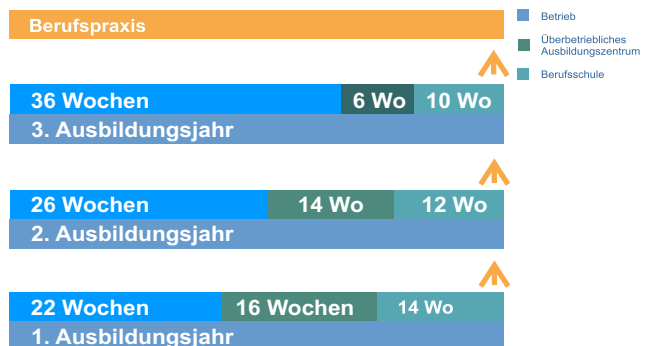 Berufspraxis
Betrieb
Überbetriebliches
Ausbildungszentrum
Berufsschule
36 Wochen 6 Wo 10 Wo
3. Ausbildungsjahr
26 Wochen 14 Wo 12 Wo
2. Ausbildungsjahr
22 Wochen 16 Wochen 14 Wo
1. Ausbildungsjahr